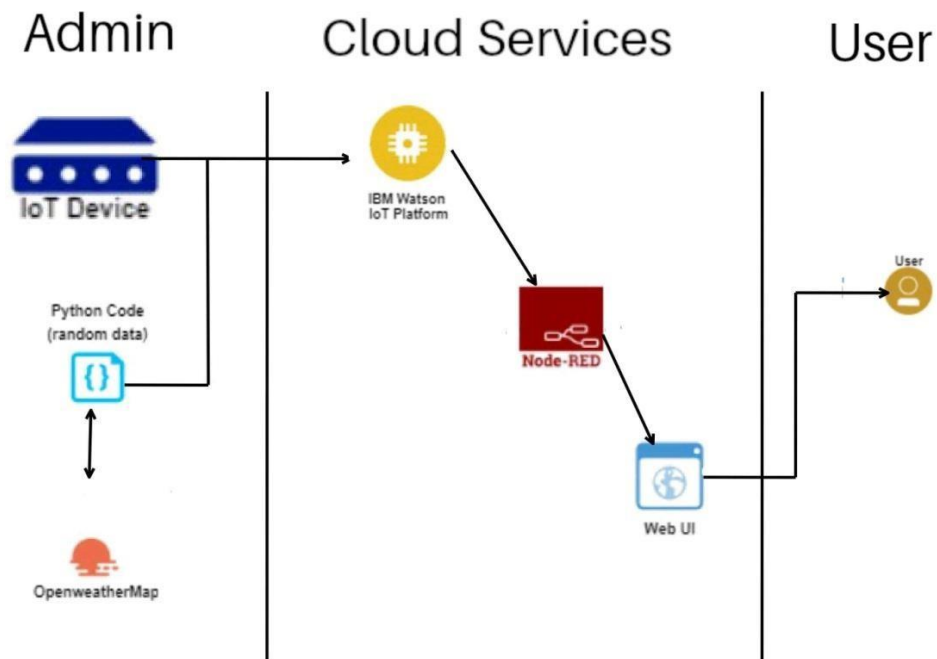 Admin
Cloud Services
User
IoT Device
IBM Watson
IoT Platform
User
Python Code
(random data)
{}
Node-RED
Web UI
OpenweatherMap